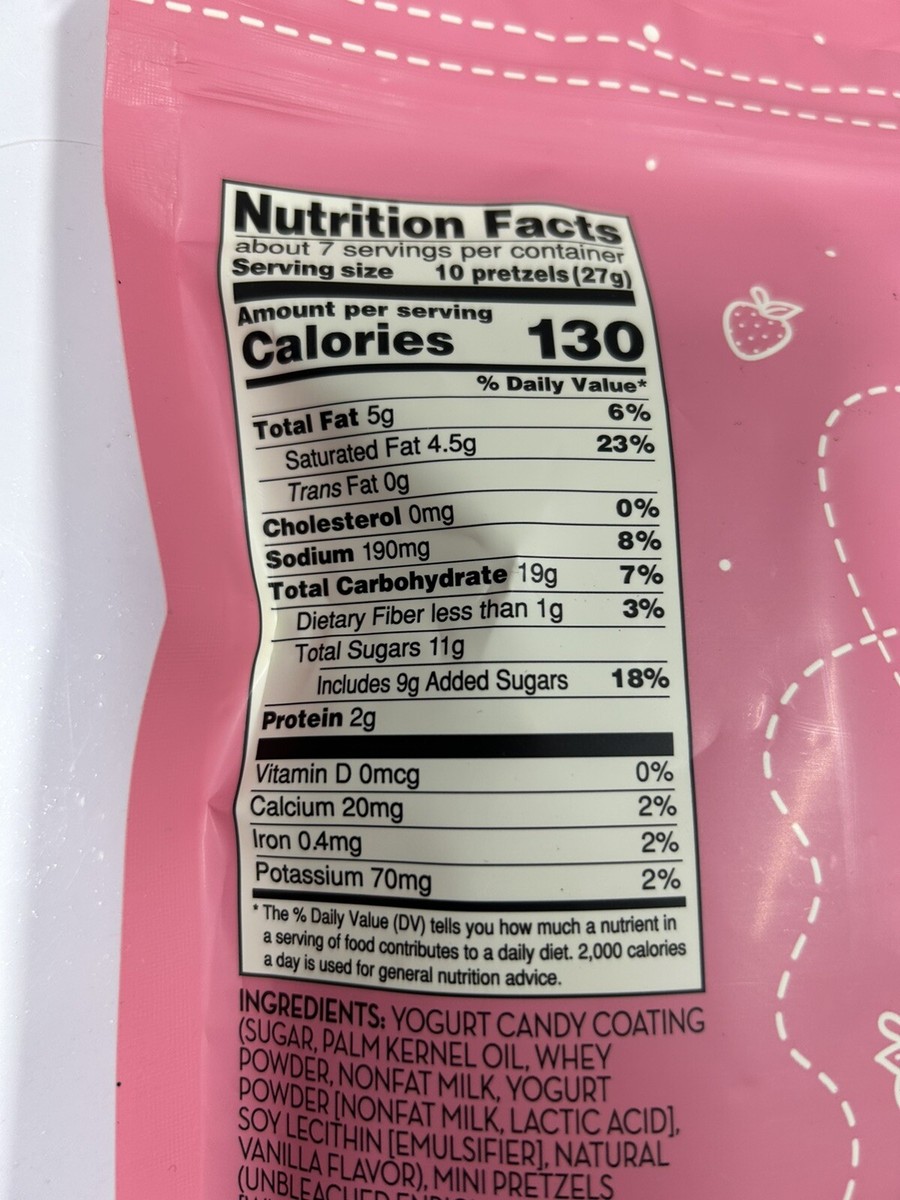 Nutrition Facts
about 7 servings per container
Serving size 10 pretzels (27g)
Amount per serving
Calories 130
% Daily Value*
Total Fat 5g 6%
Saturated Fat 4.5g 23%
Trans Fat 0g
Cholesterol 0mg 0%
Sodium 190mg 8%
Total Carbohydrate 19g 7%
Dietary Fiber less than 1g 3%
Total Sugars 11g
Includes 9g Added Sugars 18%
Protein 2g
Vitamin D 0mcg 0%
Calcium 20mg 2%
Iron 0.4mg 2%
Potassium 70mg 2%
* The % Daily Value (DV) tells you how much a nutrient in
a serving of food contributes to a daily diet. 2,000 calories
a day is used for general nutrition advice.
INGREDIENTS: YOGURT CANDY COATING
(SUGAR, PALM KERNEL OIL, WHEY
POWDER, NONFAT MILK, YOGURT
POWDER [NONFAT MILK, LACTIC ACID],
SOY LECITHIN [EMULSIFIER], NATURAL
VANILLA FLAVOR), MINI PRETZELS
(UNBLEACHED